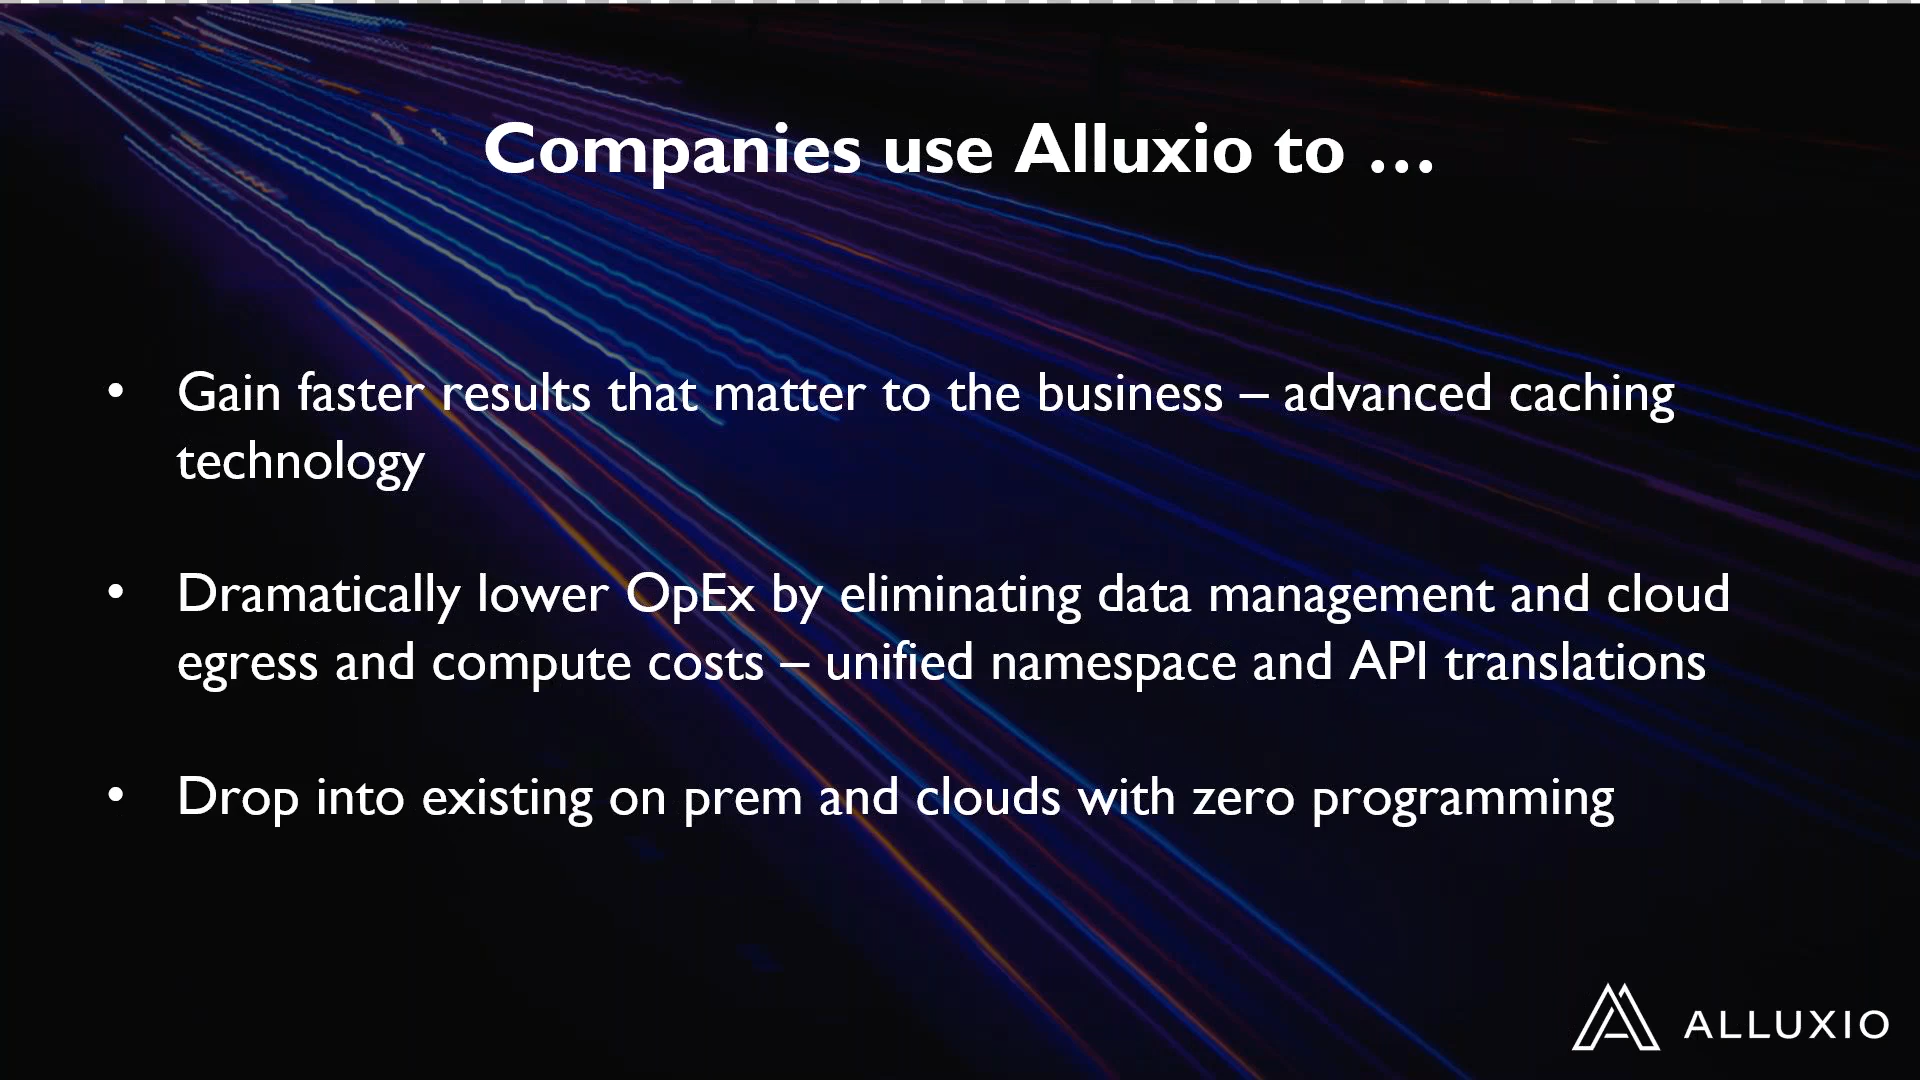 Companies use Alluxio to …
• Gain faster results that matter to the business – advanced caching
technology
• Dramatically lower OpEx by eliminating data management and cloud
egress and compute costs – unified namespace and API translations
• Drop into existing on prem and clouds with zero programming
ALLUXIO